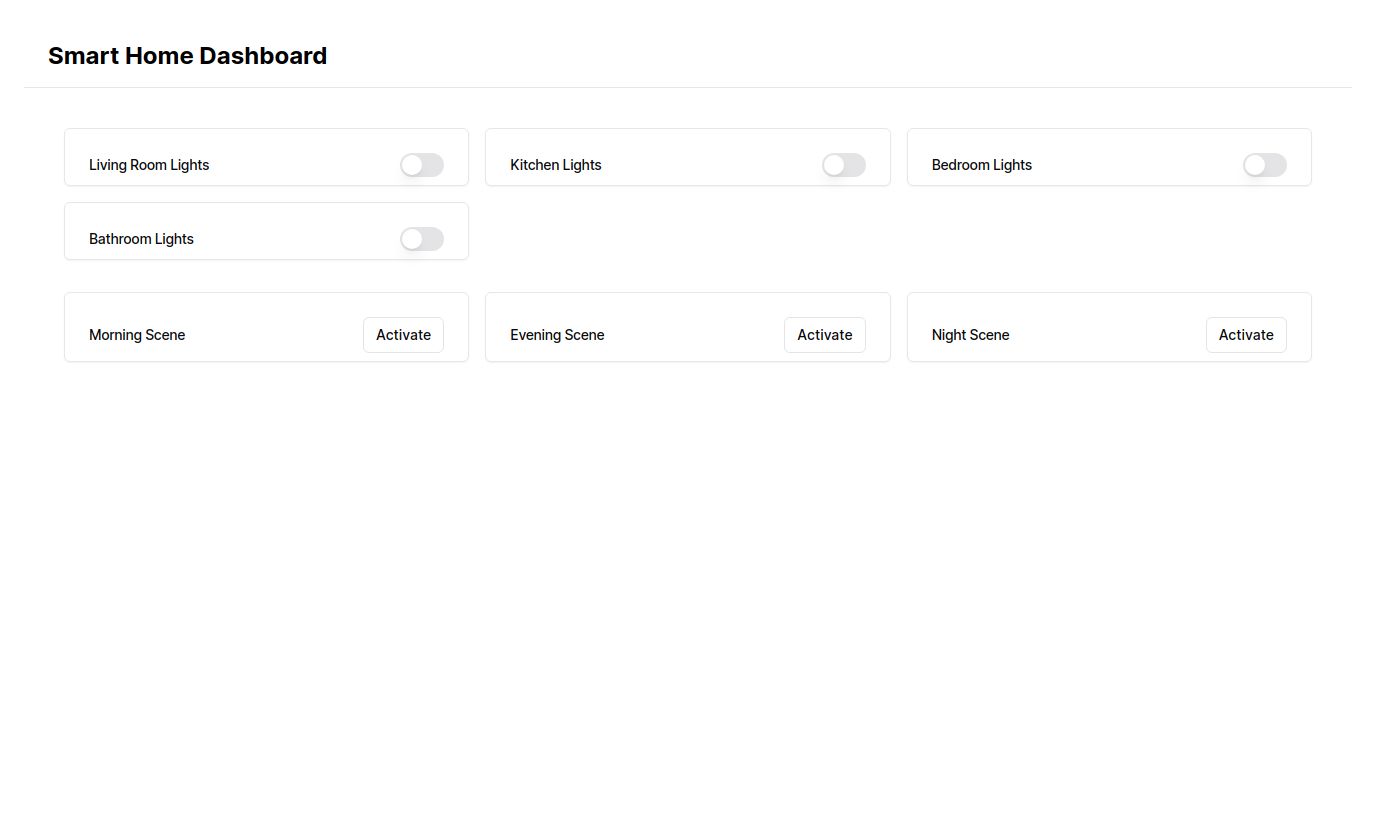 Smart Home Dashboard
Living Room Lights
Kitchen Lights
Bedroom Lights
Bathroom Lights
Morning Scene
Activate
Evening Scene
Activate
Night Scene
Activate